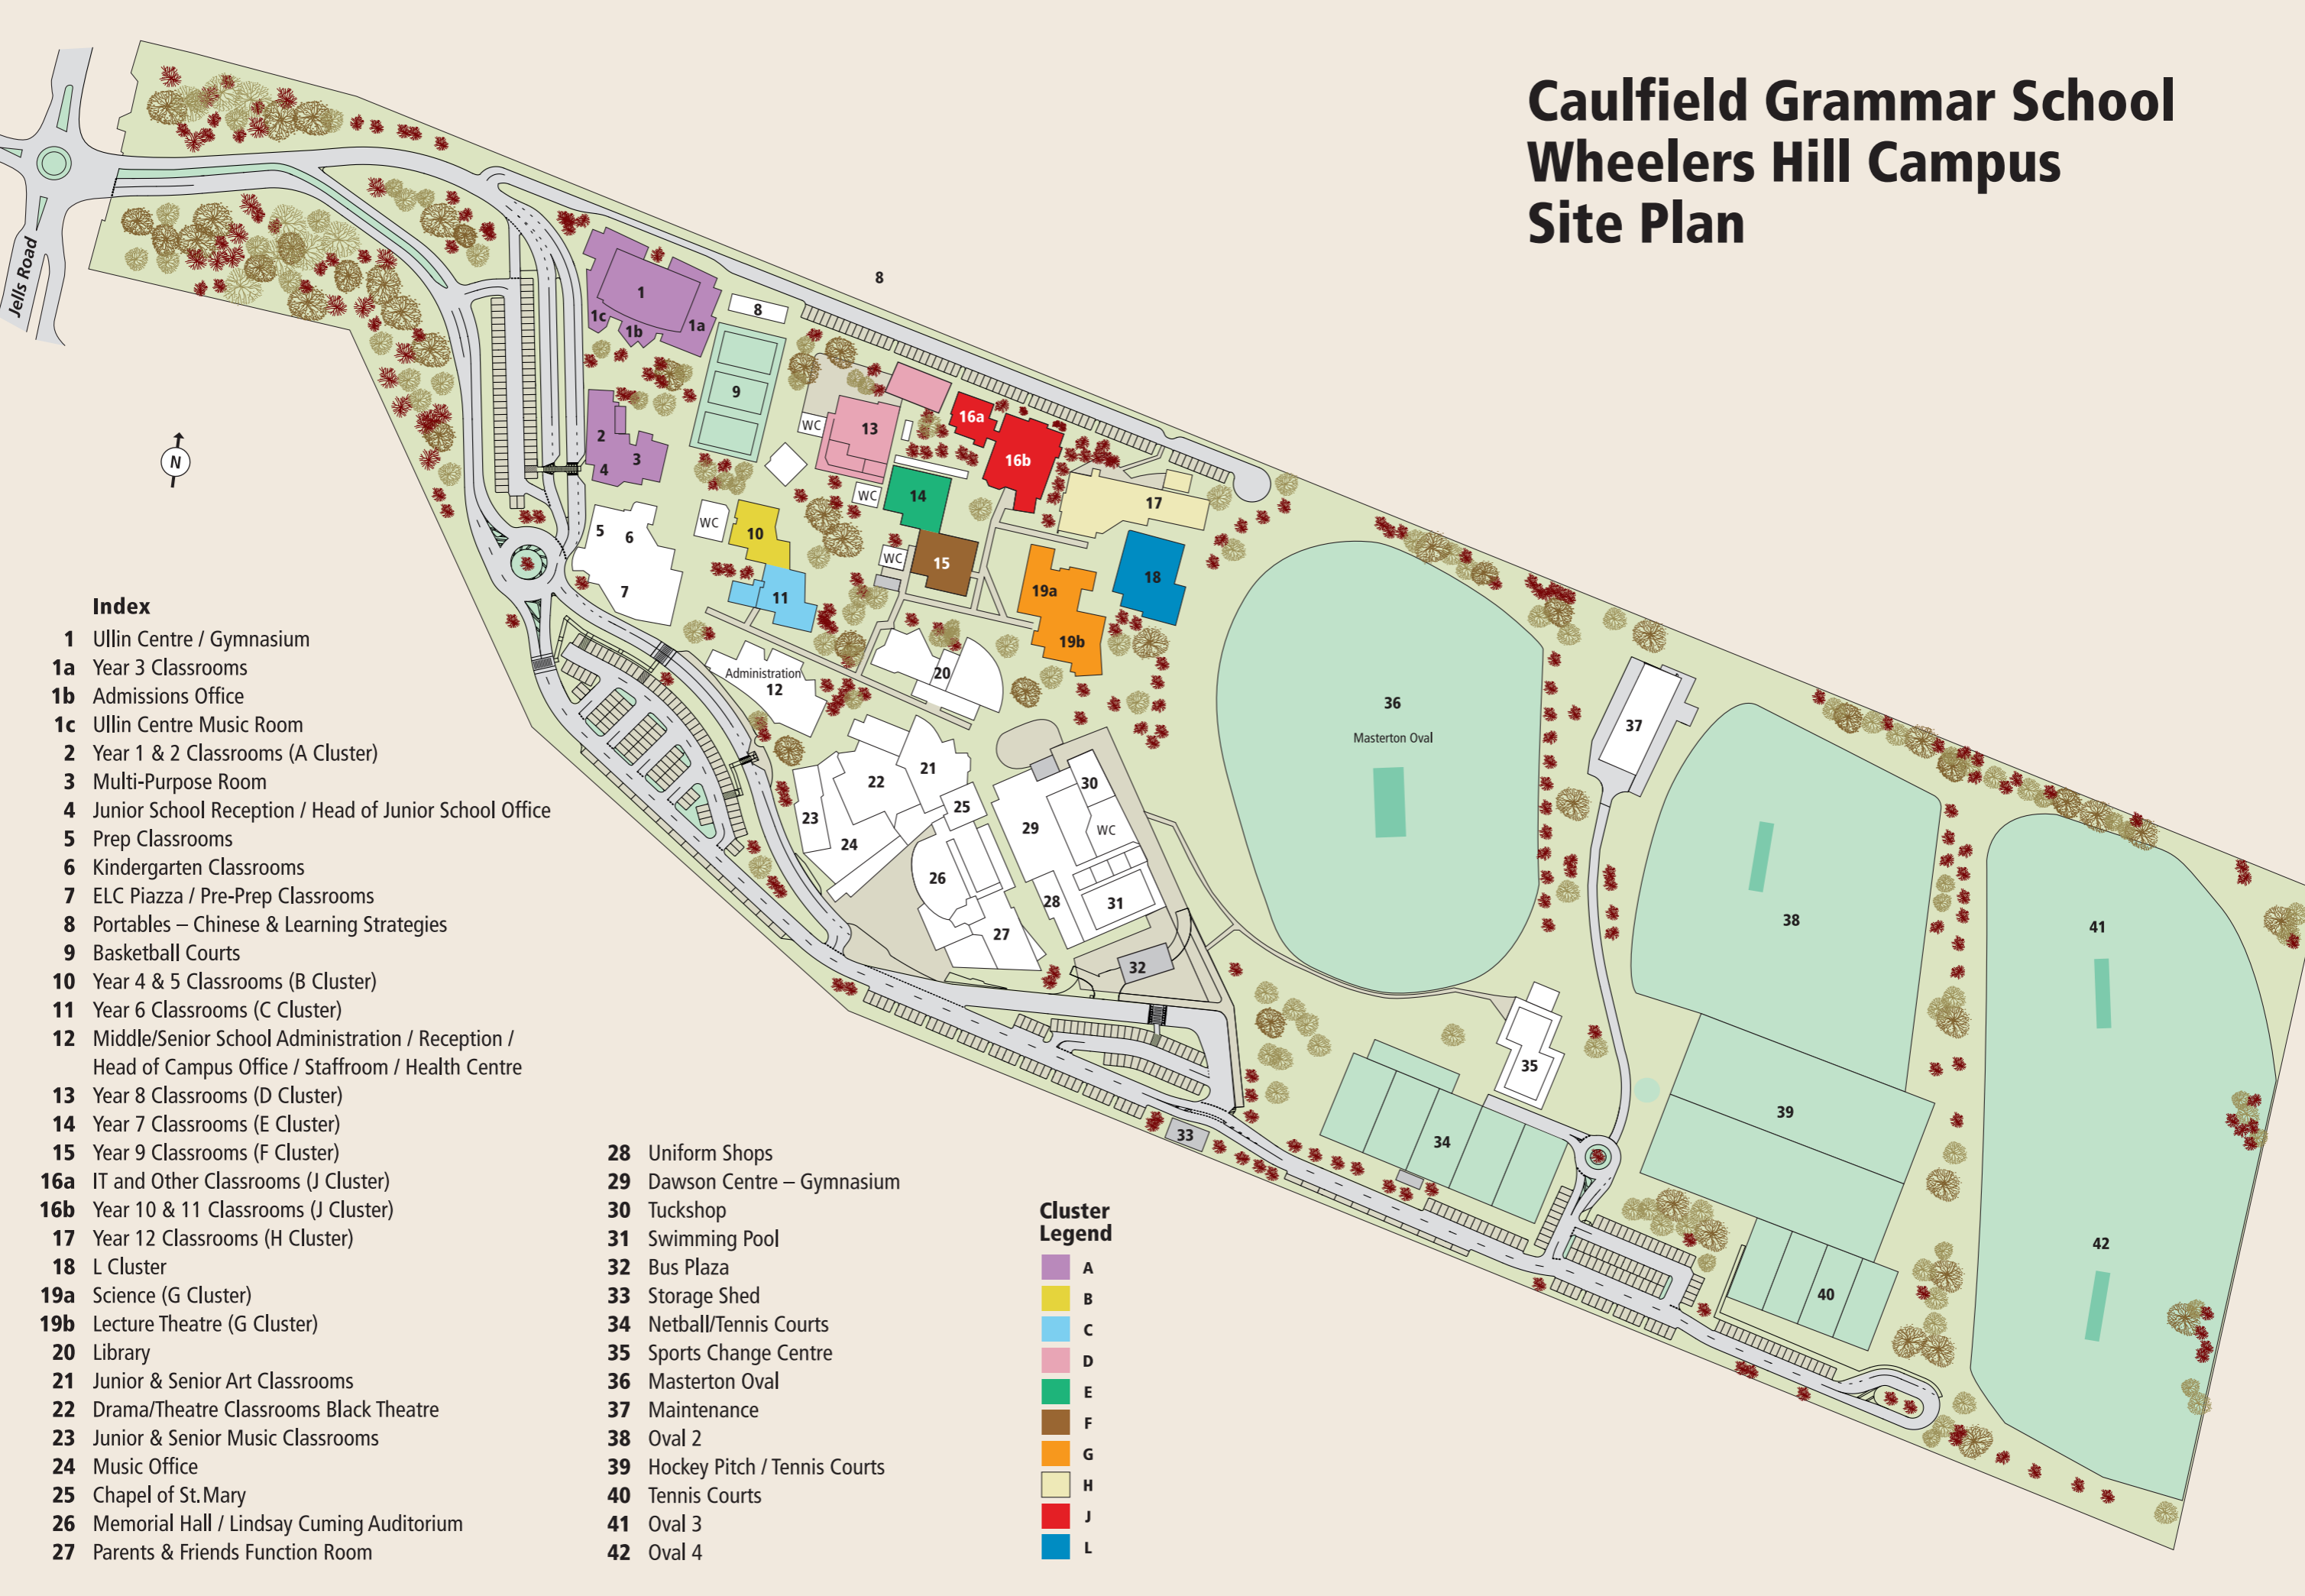 Caulfield Grammar School
Wheelers Hill Campus
Site Plan
Jells Road
N
8
1
1c
1b
1a
8
9
2
3
4
WC
13
16a
16b
WC
14
17
WC
10
5
6
7
11
WC
15
19a
19b
18
Administration
12
20
36
Masterton Oval
37
21
22
23
24
25
26
27
28
29
30
WC
31
32
33
34
35
38
39
40
41
42
Index
1 Ullin Centre / Gymnasium
1a Year 3 Classrooms
1b Admissions Office
1c Ullin Centre Music Room
2 Year 1 & 2 Classrooms (A Cluster)
3 Multi-Purpose Room
4 Junior School Reception / Head of Junior School Office
5 Prep Classrooms
6 Kindergarten Classrooms
7 ELC Piazza / Pre-Prep Classrooms
8 Portables – Chinese & Learning Strategies
9 Basketball Courts
10 Year 4 & 5 Classrooms (B Cluster)
11 Year 6 Classrooms (C Cluster)
12 Middle/Senior School Administration / Reception /
Head of Campus Office / Staffroom / Health Centre
13 Year 8 Classrooms (D Cluster)
14 Year 7 Classrooms (E Cluster)
15 Year 9 Classrooms (F Cluster)
16a IT and Other Classrooms (J Cluster)
16b Year 10 & 11 Classrooms (J Cluster)
17 Year 12 Classrooms (H Cluster)
18 L Cluster
19a Science (G Cluster)
19b Lecture Theatre (G Cluster)
20 Library
21 Junior & Senior Art Classrooms
22 Drama/Theatre Classrooms Black Theatre
23 Junior & Senior Music Classrooms
24 Music Office
25 Chapel of St. Mary
26 Memorial Hall / Lindsay Cuming Auditorium
27 Parents & Friends Function Room
28 Uniform Shops
29 Dawson Centre – Gymnasium
30 Tuckshop
31 Swimming Pool
32 Bus Plaza
33 Storage Shed
34 Netball/Tennis Courts
35 Sports Change Centre
36 Masterton Oval
37 Maintenance
38 Oval 2
39 Hockey Pitch / Tennis Courts
40 Tennis Courts
41 Oval 3
42 Oval 4
Cluster
Legend
A
B
C
D
E
F
G
H
J
L